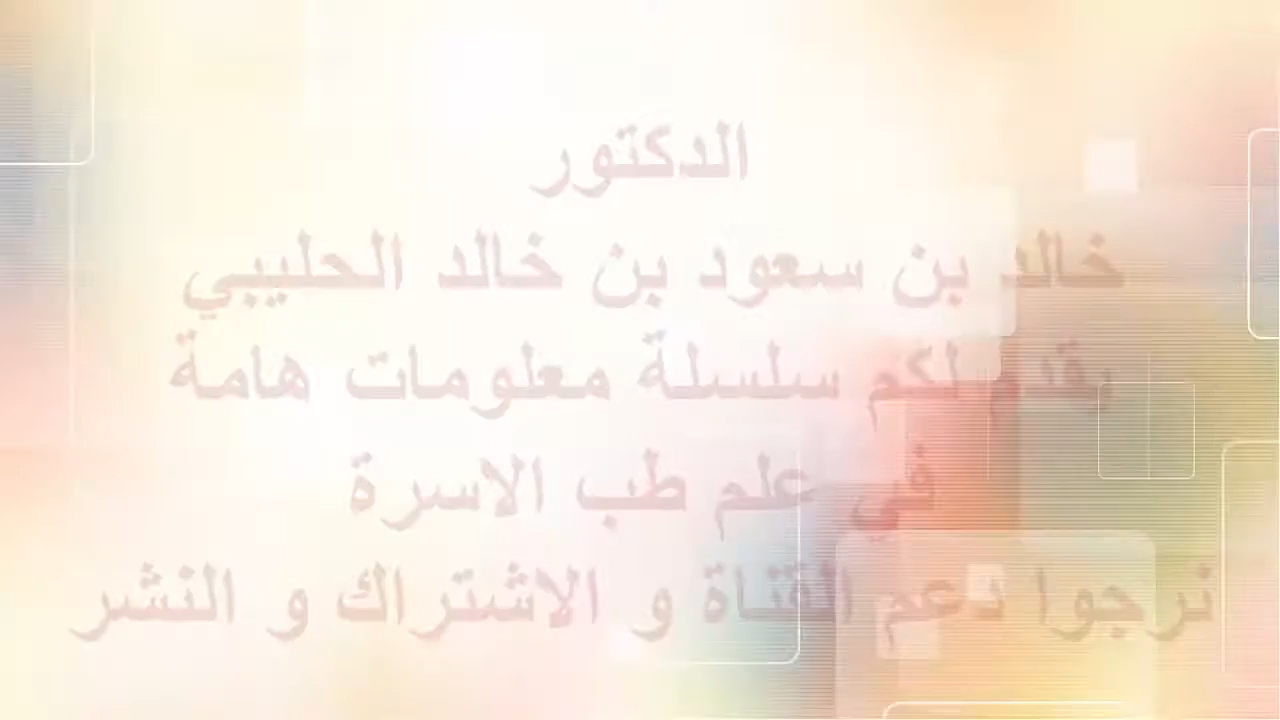 الدكتور
خالد بن سعود بن خالد الحليبي
يقدم لكم سلسلة معلومات هامة
في علم طب الاسرة
نرجوا دعم القناة و الاشتراك و النشر